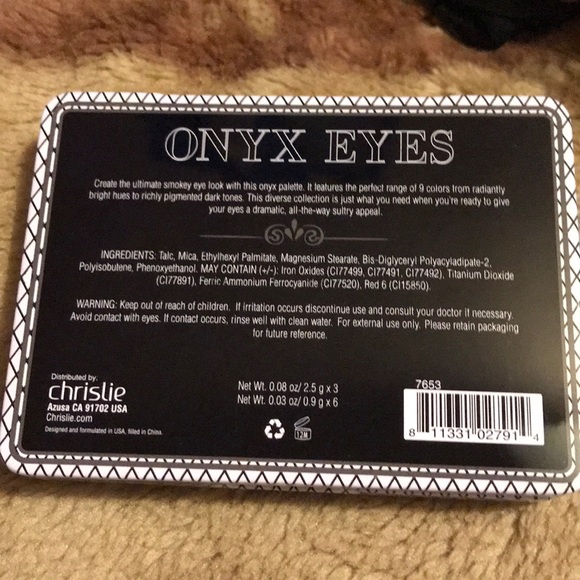 ONYX EYES
Create the ultimate smokey eye look with this onyx palette. It features the perfect range of 9 colors from radiantly
bright hues to richly pigmented dark tones. This diverse collection is just what you need when you're ready to give
your eyes a dramatic, all-the-way sultry appeal.
INGREDIENTS: Talc, Mica, Ethylhexyl Palmitate, Magnesium Stearate, Bis-Diglyceryl Polyacyladipate-2,
Polyisobutene, Phenoxyethanol. MAY CONTAIN (+/-): Iron Oxides (CI77499, CI77491, CI77492), Titanium Dioxide
(CI77891), Ferric Ammonium Ferrocyanide (CI77520), Red 6 (CI15850).
WARNING: Keep out of reach of children. If irritation occurs discontinue use and consult your doctor if necessary.
Avoid contact with eyes. If contact occurs, rinse well with clean water. For external use only. Please retain packaging
for future reference.
Distributed by:
chrislie
Azusa CA 91702 USA
Chrislie.com
Designed and formulated in USA, filled in China.
Net Wt. 0.08 oz/ 2.5 g x 3
Net Wt. 0.03 oz/ 0.9 g x 6
12M
7653
8 11331 02791 4